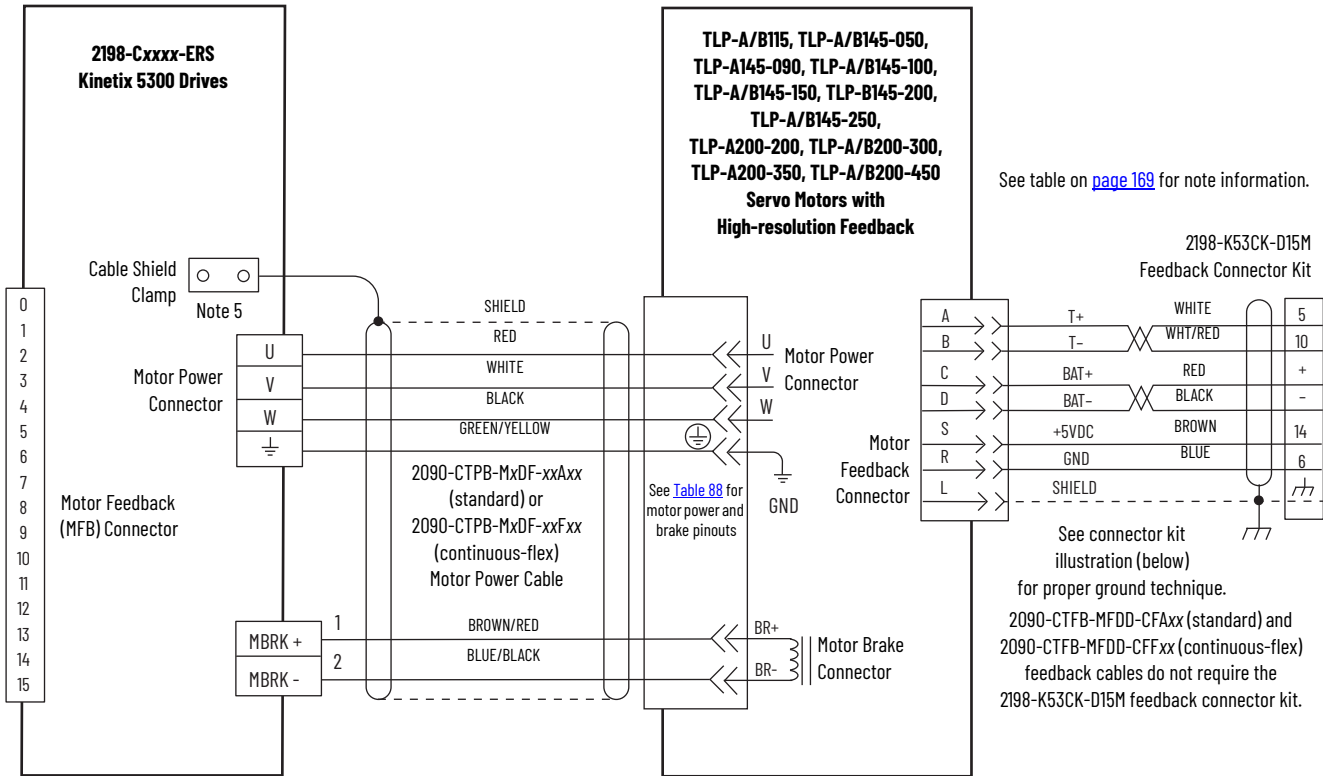 2198-Cxxxx-ERS
Kinetix 5300 Drives
TLP-A/B115, TLP-A/B145-050,
TLP-A145-090, TLP-A/B145-100,
TLP-A/B145-150, TLP-B145-200,
TLP-A/B145-250,
TLP-A200-200, TLP-A/B200-300,
TLP-A200-350, TLP-A/B200-450
Servo Motors with
High-resolution Feedback
See table on page 169 for note information.
2198-K53CK-D15M
Feedback Connector Kit
Cable Shield
Clamp
Note 5
0
1
2
3
4
5
6
7
8
9
10
11
12
13
14
15
Motor Feedback
(MFB) Connector
Motor Power
Connector
U
V
W
SHIELD
RED
WHITE
BLACK
GREEN/YELLOW
2090-CTPB-MxDF-xxAxx
(standard) or
2090-CTPB-MxDF-xxFxx
(continuous-flex)
Motor Power Cable
MBRK +
MBRK -
1
2
BROWN/RED
BLUE/BLACK
See Table 88 for
motor power and
brake pinouts
U
V
W
Motor Power
Connector
GND
BR+
BR-
Motor Brake
Connector
Motor
Feedback
Connector
A
B
C
D
S
R
L
T+
T-
BAT+
BAT-
+5VDC
GND
SHIELD
WHITE
WHT/RED
RED
BLACK
BROWN
BLUE
5
10
+
-
14
6
See connector kit
illustration (below)
for proper ground technique.
2090-CTFB-MFDD-CFAxx (standard) and
2090-CTFB-MFDD-CFFxx (continuous-flex)
feedback cables do not require the
2198-K53CK-D15M feedback connector kit.